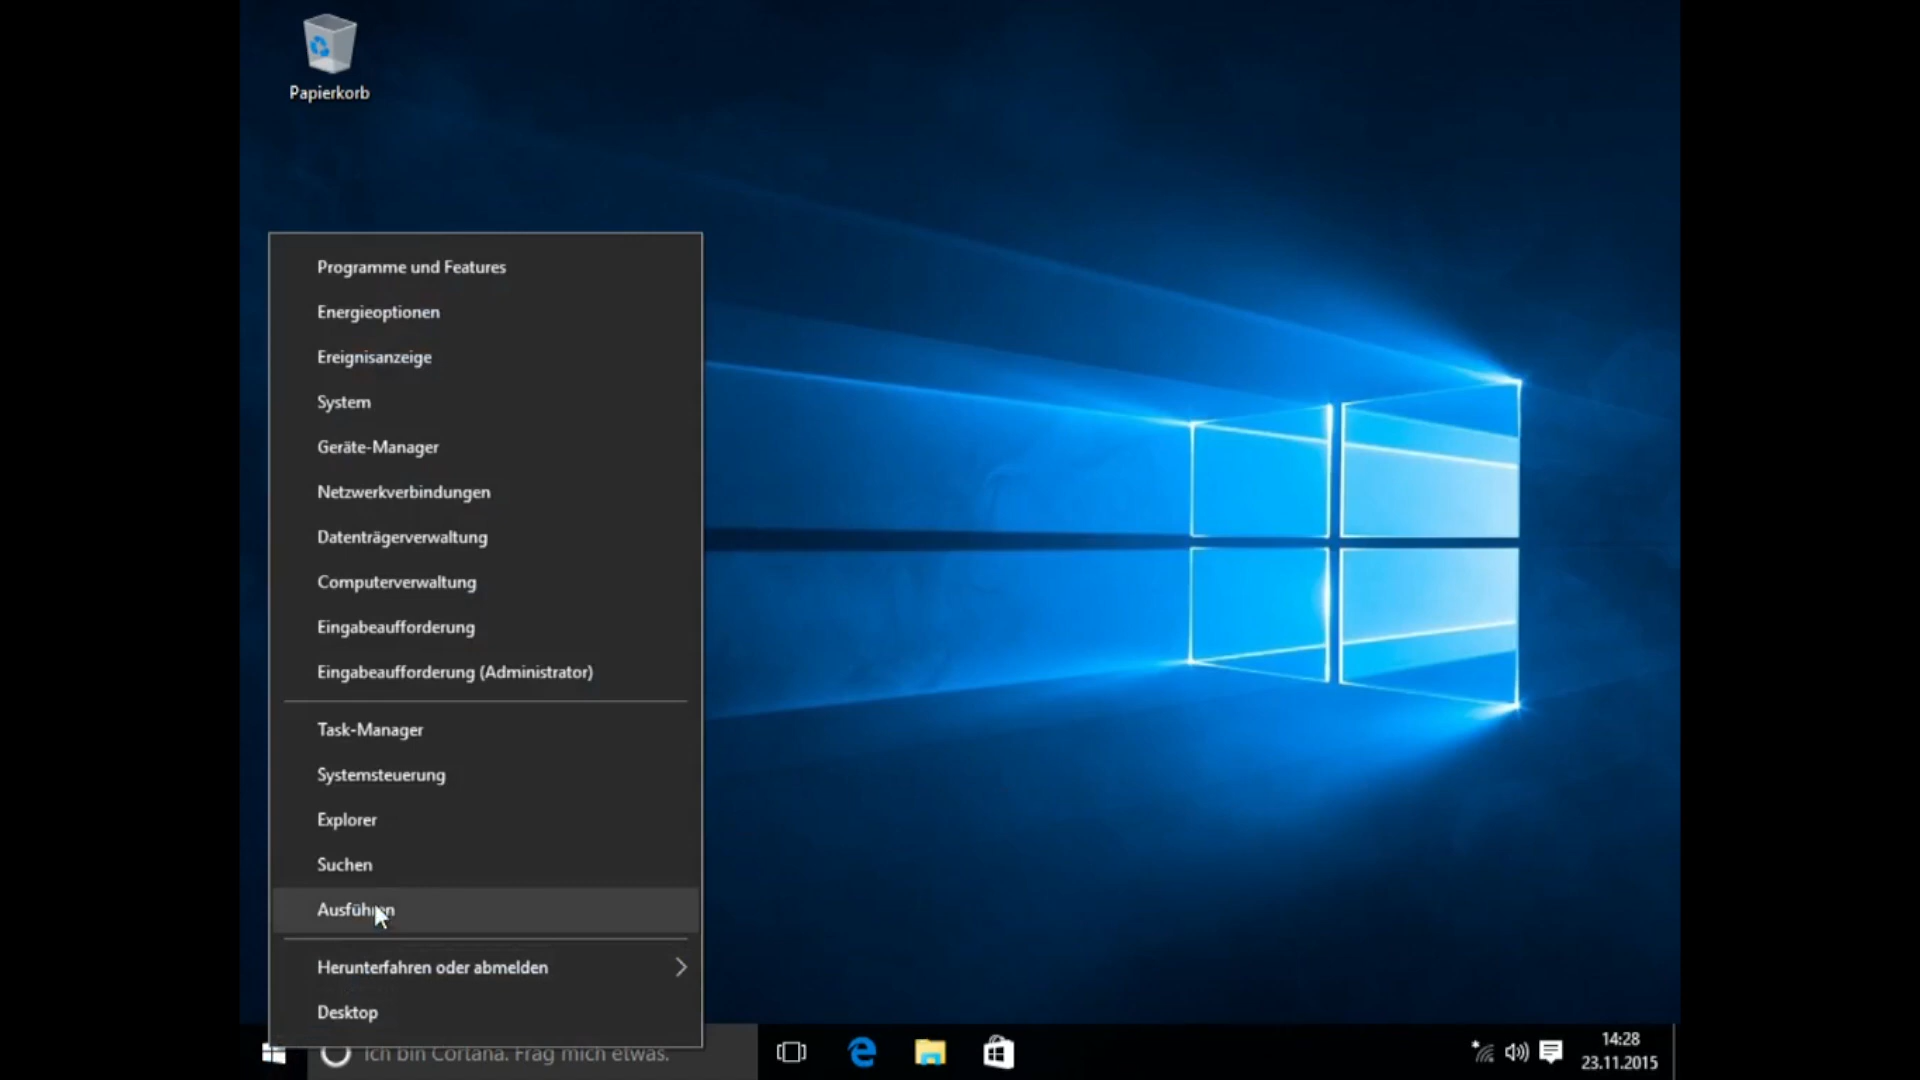 Papierkorb
Programme und Features
Energieoptionen
Ereignisanzeige
System
Geräte-Manager
Netzwerkverbindungen
Datenträgerverwaltung
Computerverwaltung
Eingabeaufforderung
Eingabeaufforderung (Administrator)
Task-Manager
Systemsteuerung
Explorer
Suchen
Ausführen
Herunterfahren oder abmelden
Desktop
Ich bin Cortana. Frag mich etwas.
14:28
23.11.2015